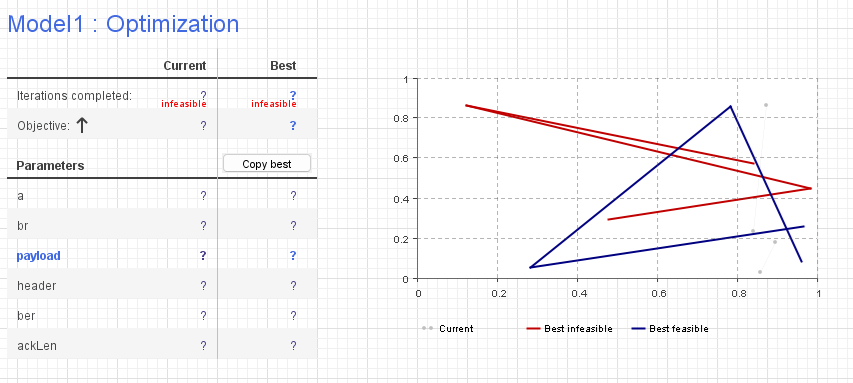 Model1 : Optimization
Current Best
Iterations completed: ? ?
infeasible infeasible
Objective: ? ?
Parameters Copy best
a ? ?
br ? ?
payload ? ?
header ? ?
ber ? ?
ackLen ? ?
1
0.8
0.6
0.4
0.2
0
0 0.2 0.4 0.6 0.8 1
Current Best infeasible Best feasible